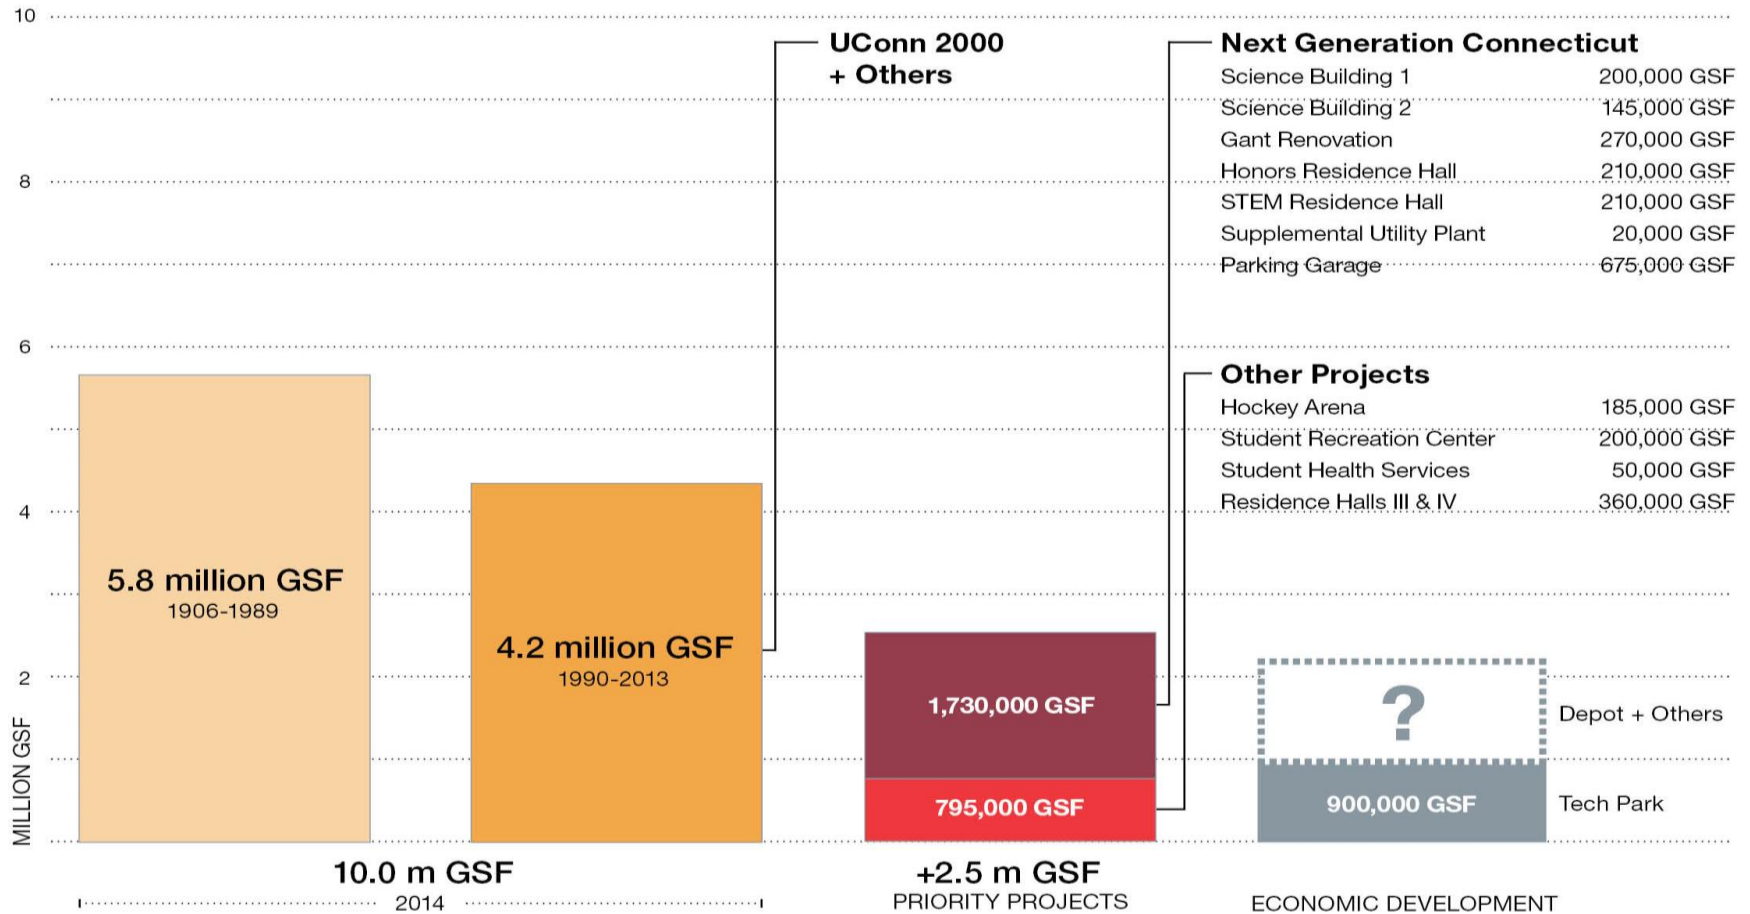 10
8
6
4
2
MILLION GSF
5.8 million GSF
1906-1989
4.2 million GSF
1990-2013
10.0 m GSF
2014
UConn 2000
+ Others
1,730,000 GSF
795,000 GSF
+2.5 m GSF
PRIORITY PROJECTS
Next Generation Connecticut
Science Building 1 200,000 GSF
Science Building 2 145,000 GSF
Gant Renovation 270,000 GSF
Honors Residence Hall 210,000 GSF
STEM Residence Hall 210,000 GSF
Supplemental Utility Plant 20,000 GSF
Parking Garage 675,000 GSF
Other Projects
Hockey Arena 185,000 GSF
Student Recreation Center 200,000 GSF
Student Health Services 50,000 GSF
Residence Halls III & IV 360,000 GSF
?
Depot + Others
900,000 GSF
Tech Park
ECONOMIC DEVELOPMENT